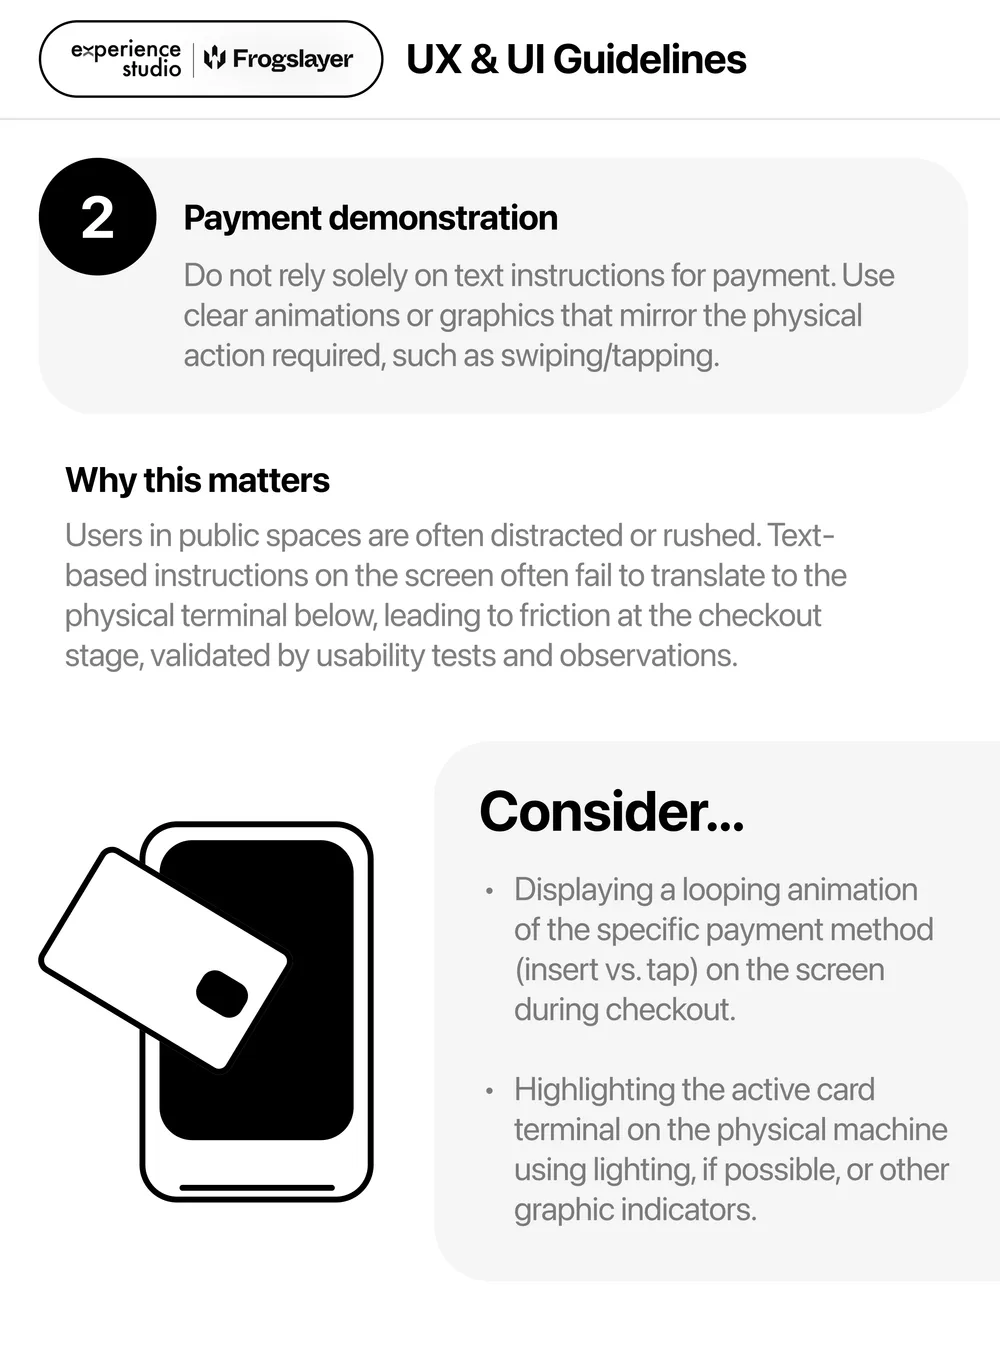 experience
studio
Frogslayer
UX & UI Guidelines
2
Payment demonstration
Do not rely solely on text instructions for payment. Use
clear animations or graphics that mirror the physical
action required, such as swiping/tapping.
Why this matters
Users in public spaces are often distracted or rushed. Text-
based instructions on the screen often fail to translate to the
physical terminal below, leading to friction at the checkout
stage, validated by usability tests and observations.
Consider...
• Displaying a looping animation
of the specific payment method
(insert vs. tap) on the screen
during checkout.
• Highlighting the active card
terminal on the physical machine
using lighting, if possible, or other
graphic indicators.